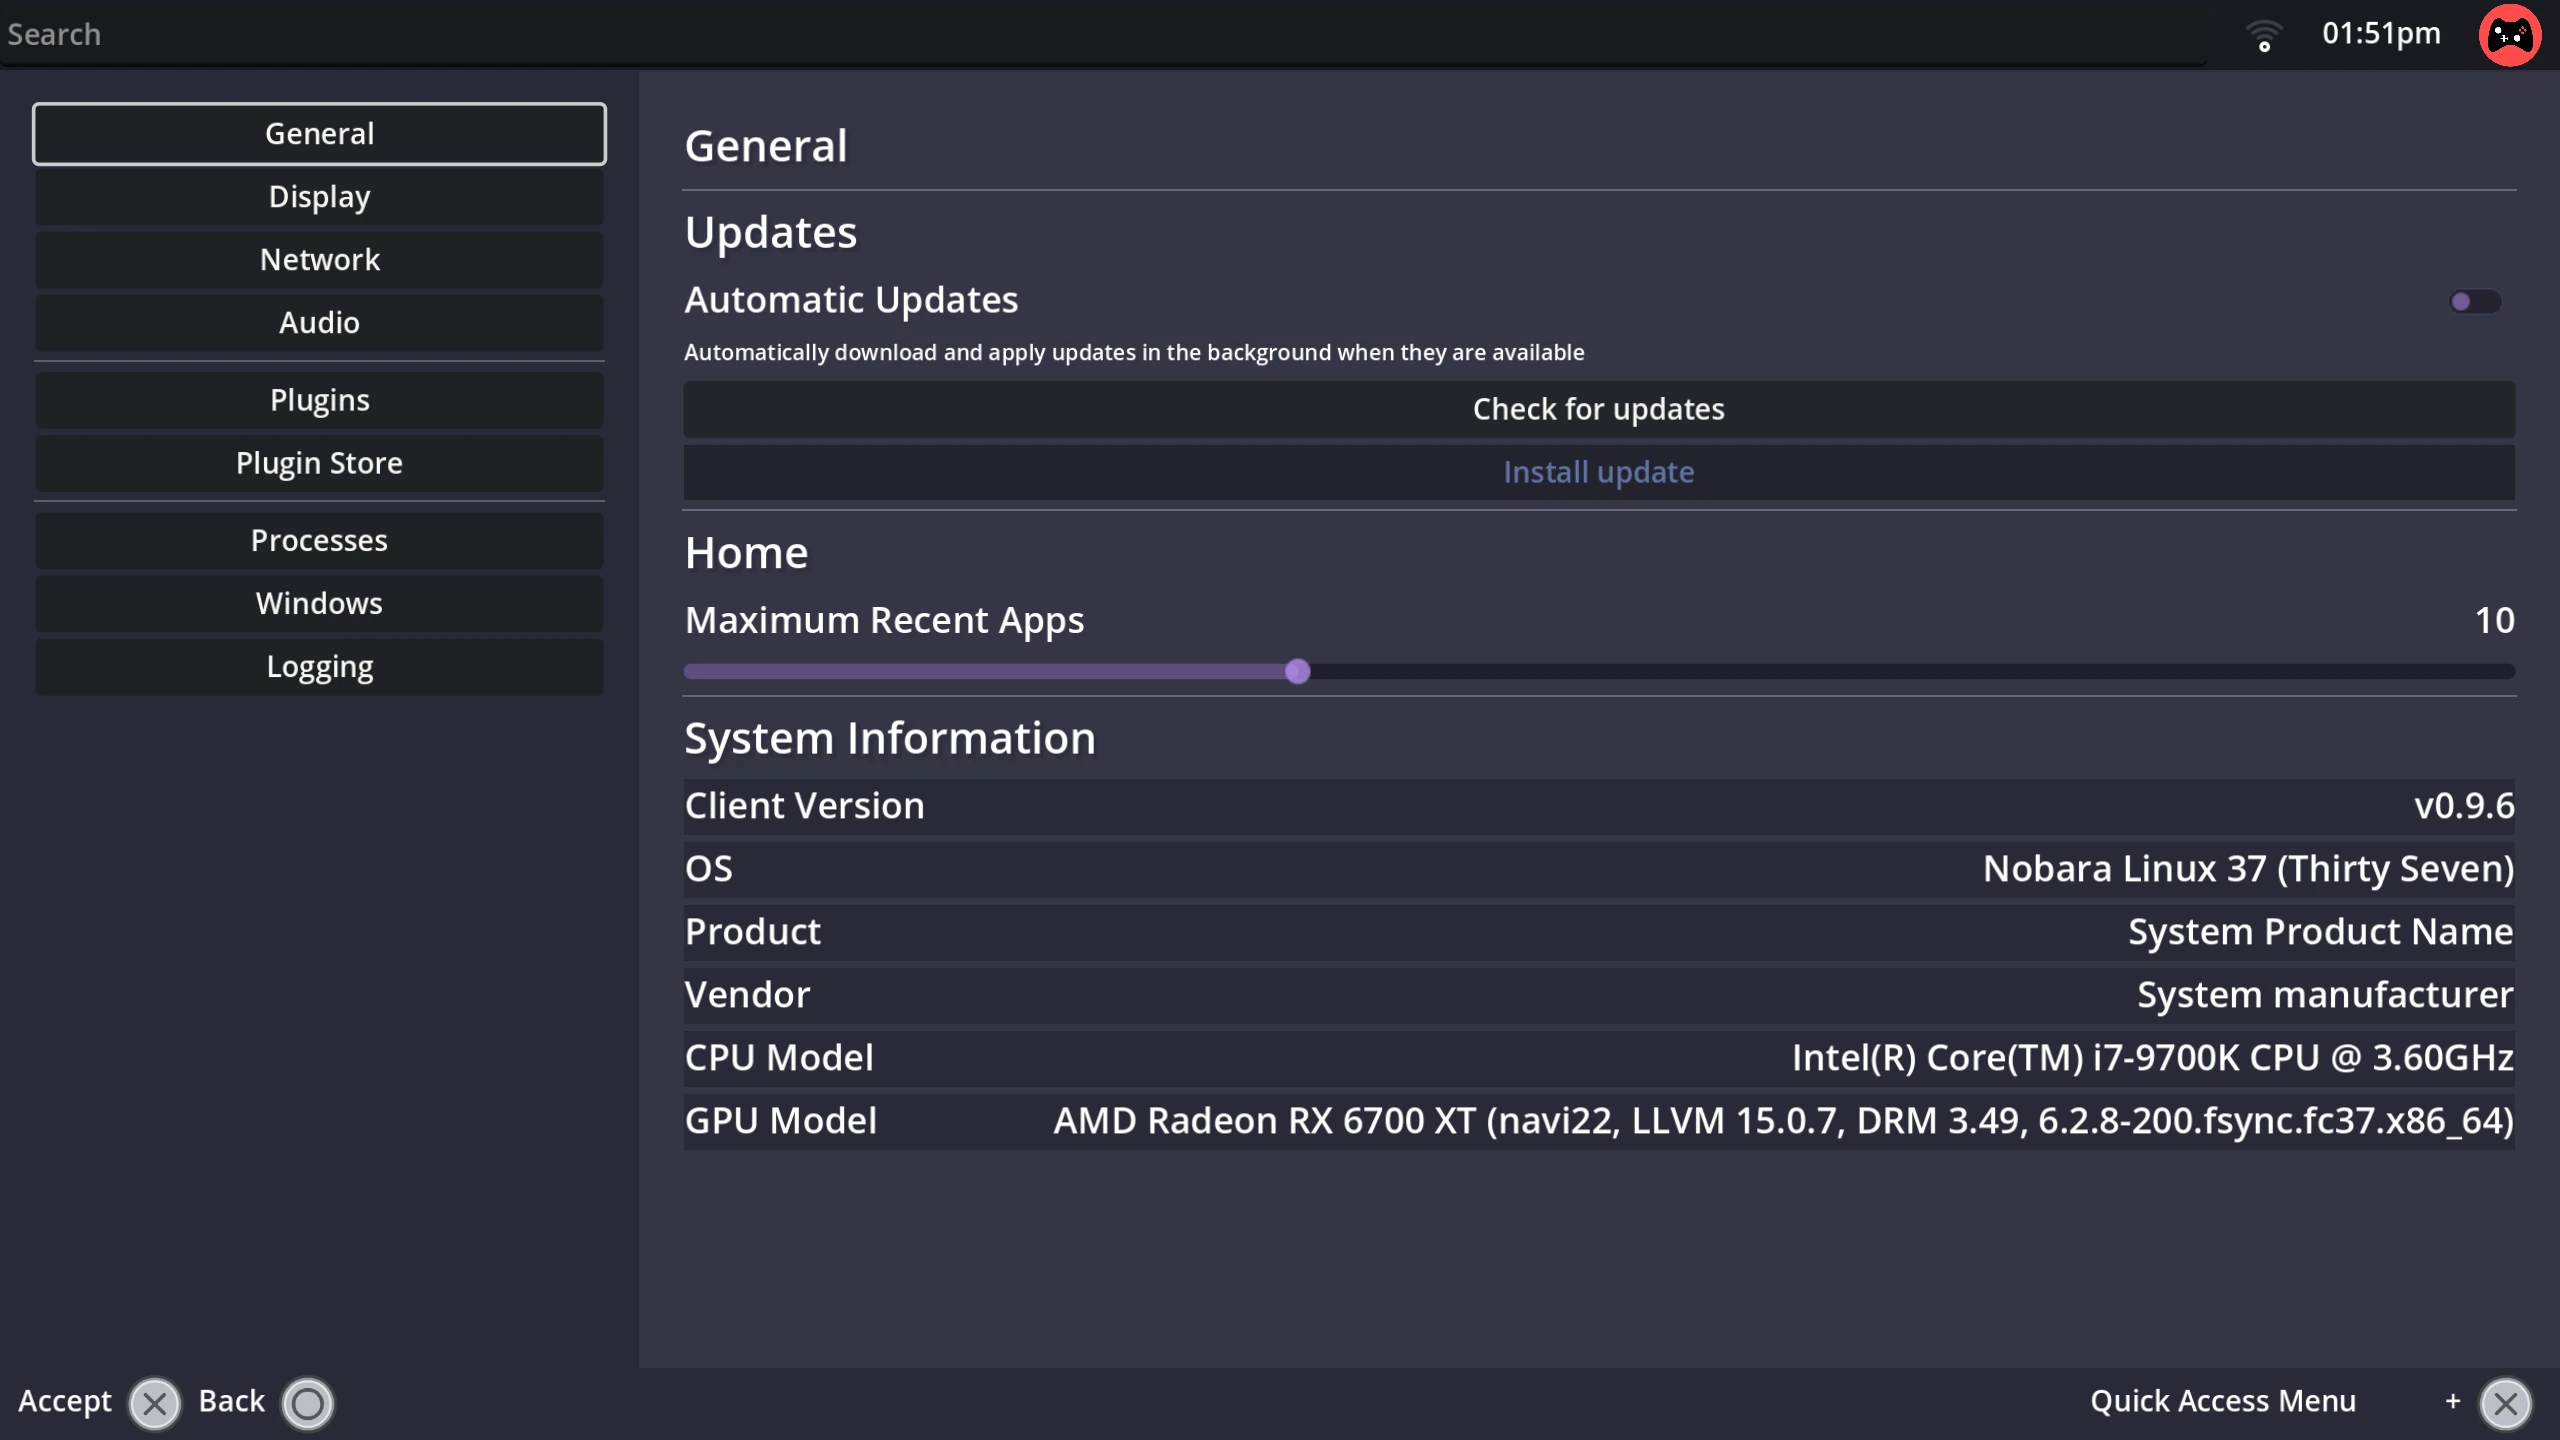 Search
01:51pm
General
Display
Network
Audio
Plugins
Plugin Store
Processes
Windows
Logging
General
Updates
Automatic Updates
Automatically download and apply updates in the background when they are available
Check for updates
Install update
Home
Maximum Recent Apps 10
System Information
Client Version v0.9.6
OS Nobara Linux 37 (Thirty Seven)
Product System Product Name
Vendor System manufacturer
CPU Model Intel(R) Core(TM) i7-9700K CPU @ 3.60GHz
GPU Model AMD Radeon RX 6700 XT (navi22, LLVM 15.0.7, DRM 3.49, 6.2.8-200.fsync.fc37.x86_64)
Accept Back Quick Access Menu +